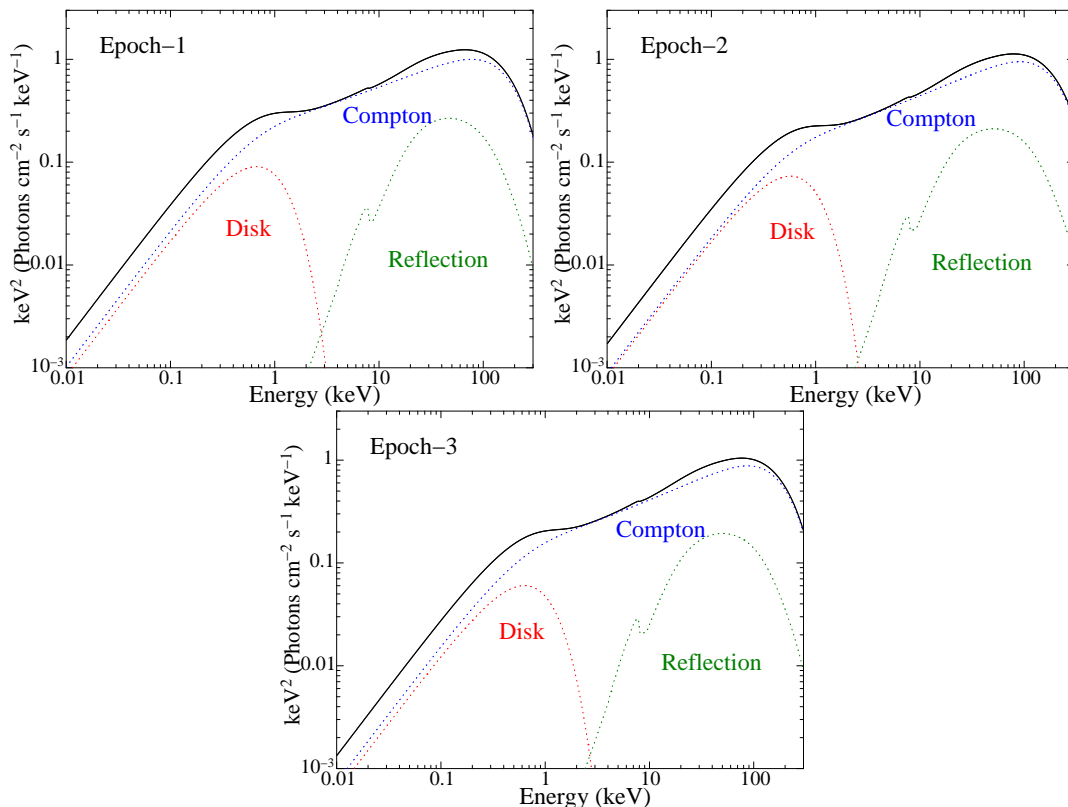 Epoch−1
keV² (Photons cm⁻² s⁻¹ keV⁻¹)
1
0.1
0.01
10⁻³
Compton
Disk
Reflection
0.01 0.1 1 10 100
Energy (keV)
Epoch−2
keV² (Photons cm⁻² s⁻¹ keV⁻¹)
1
0.1
0.01
10⁻³
Compton
Disk
Reflection
0.01 0.1 1 10 100
Energy (keV)
Epoch−3
keV² (Photons cm⁻² s⁻¹ keV⁻¹)
1
0.1
0.01
10⁻³
Compton
Disk
Reflection
0.01 0.1 1 10 100
Energy (keV)